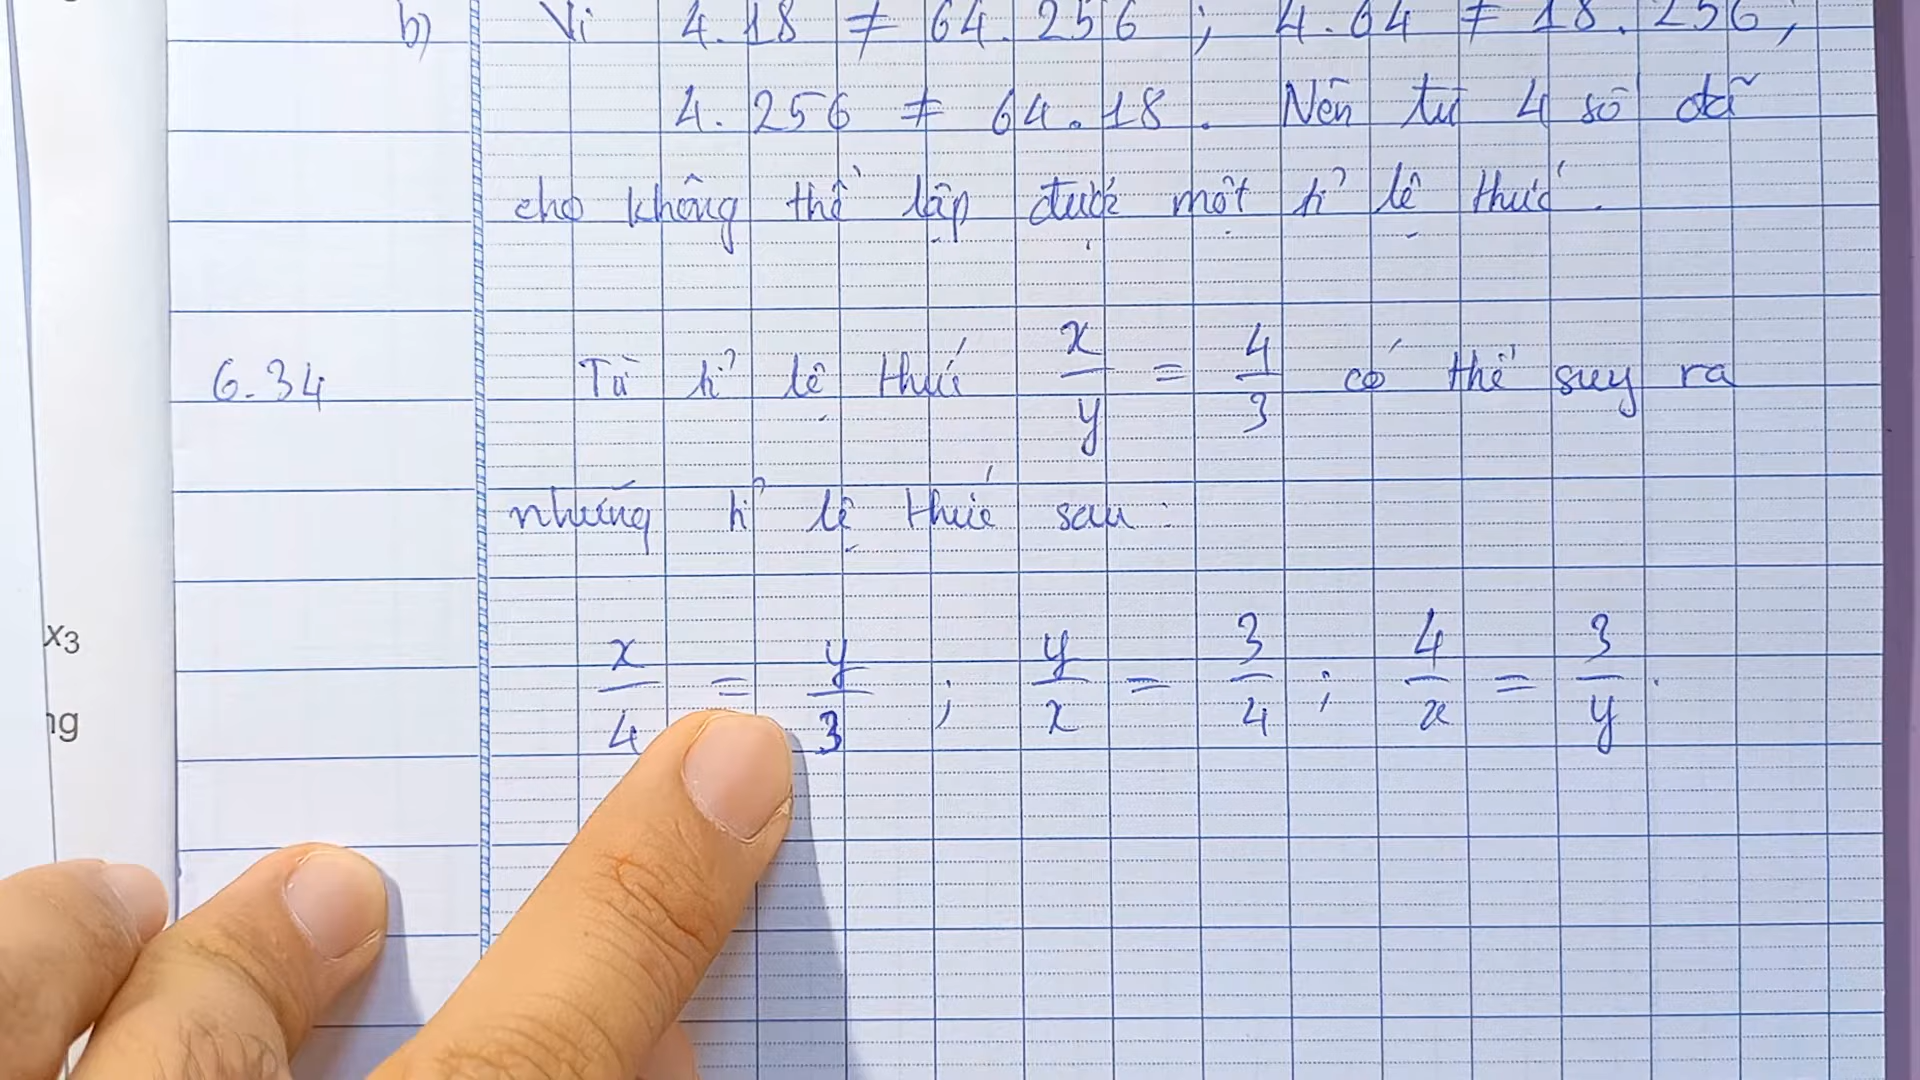 b) Vì 4.18 ≠ 64.256 ; 4.64 ≠ 18.256 ;
4.256 ≠ 64.18. Nên từ 4 số đã
cho không thể lập được một tỉ lệ thức.
6.34 Từ tỉ lệ thức x/y = 4/3 có thể suy ra
những tỉ lệ thức sau :
x/4 = y/3 ; y/x = 3/4 ; 4/x = 3/y.
x3
ng